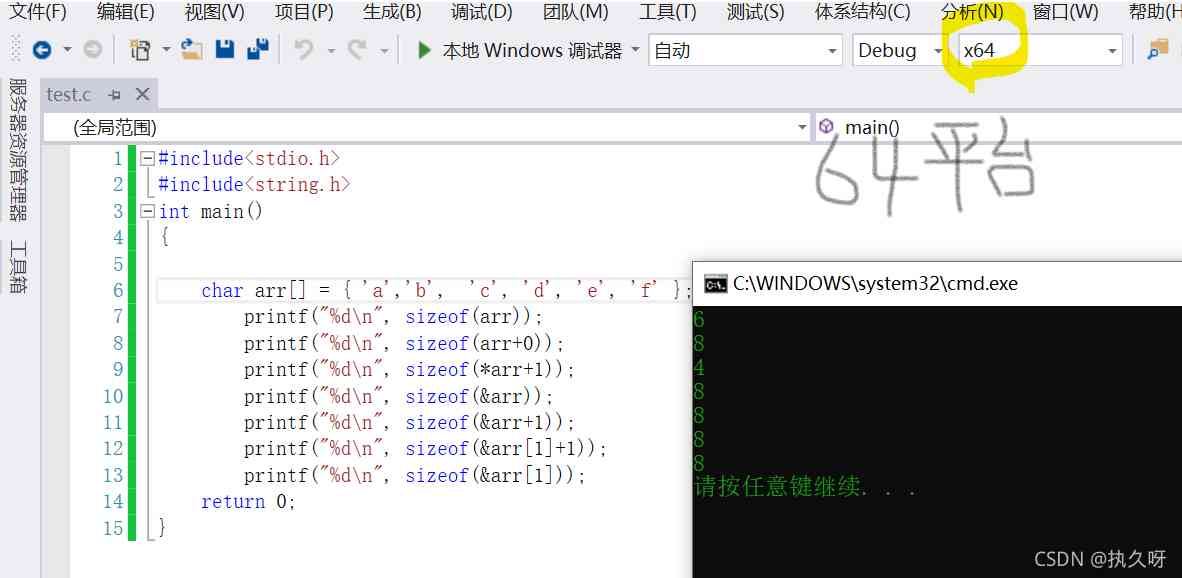 文件(F) 编辑(E) 视图(V) 项目(P) 生成(B) 调试(D) 团队(M) 工具(T) 测试(S) 体系结构(C) 分析(N) 窗口(W) 帮助(H
本地 Windows 调试器 自动 Debug x64
服务器资源管理器
工具箱
test.c
(全局范围) main()
64平台
1 #include<stdio.h>
2 #include<string.h>
3 int main()
4 {
5
6 char arr[] = { 'a','b', 'c', 'd', 'e', 'f' };
7 printf("%d\n", sizeof(arr));
8 printf("%d\n", sizeof(arr+0));
9 printf("%d\n", sizeof(*arr+1));
10 printf("%d\n", sizeof(&arr));
11 printf("%d\n", sizeof(&arr+1));
12 printf("%d\n", sizeof(&arr[1]+1));
13 printf("%d\n", sizeof(&arr[1]));
14 return 0;
15 }
C:\WINDOWS\system32\cmd.exe
6
8
4
8
8
8
8
请按任意键继续. . .
CSDN @执久呀